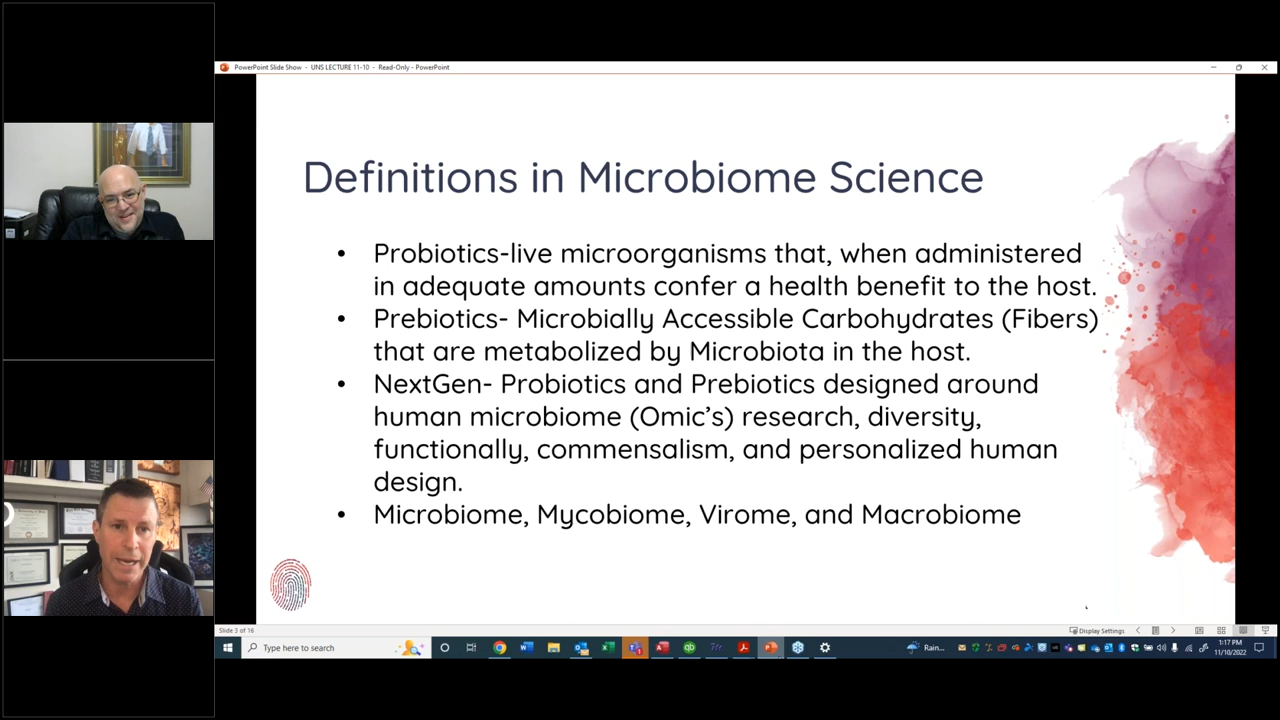 PowerPoint Slide Show - UNS LECTURE 11-10 - Read-Only - PowerPoint
Definitions in Microbiome Science
• Probiotics-live microorganisms that, when administered
in adequate amounts confer a health benefit to the host.
• Prebiotics- Microbially Accessible Carbohydrates (Fibers)
that are metabolized by Microbiota in the host.
• NextGen- Probiotics and Prebiotics designed around
human microbiome (Omic's) research, diversity,
functionally, commensalism, and personalized human
design.
• Microbiome, Mycobiome, Virome, and Macrobiome
Slide 3 of 16
Display Settings
Type here to search
Rain...
1:17 PM
11/10/2022